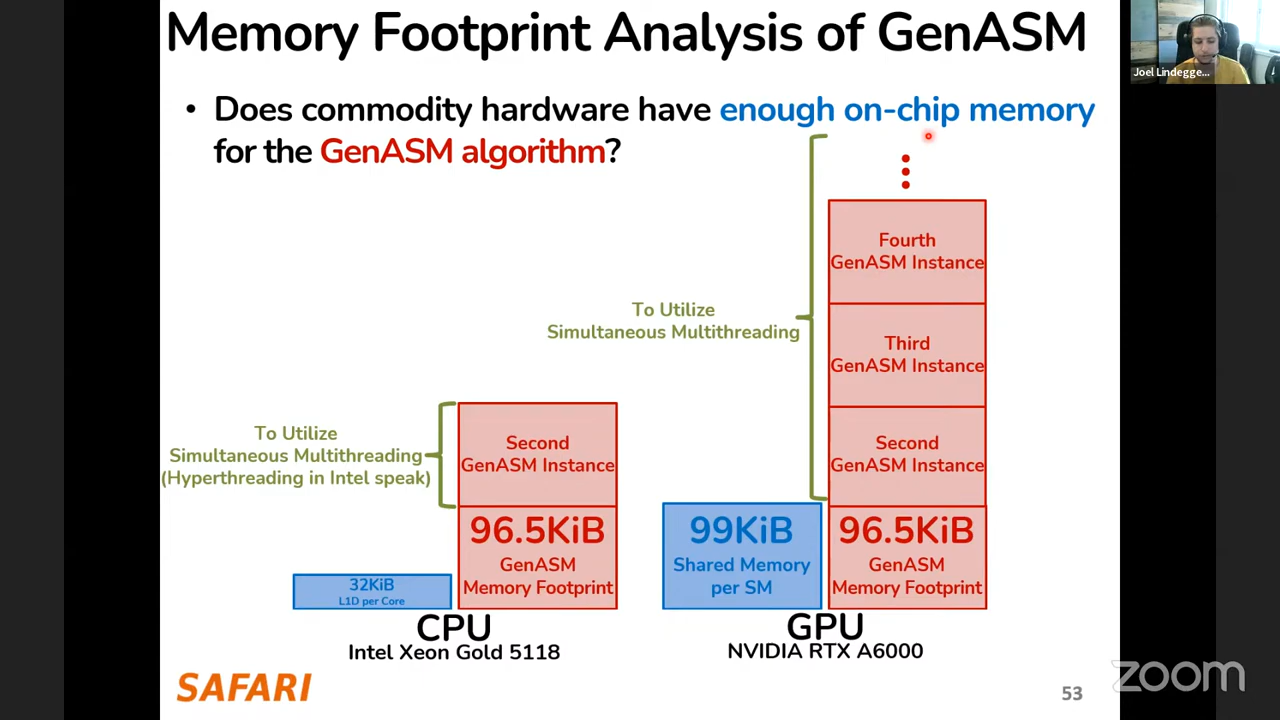 Memory Footprint Analysis of GenASM
Joel Lindegge...
• Does commodity hardware have enough on-chip memory
for the GenASM algorithm?
Fourth
GenASM Instance
To Utilize
Simultaneous Multithreading
Third
GenASM Instance
To Utilize
Simultaneous Multithreading
(Hyperthreading in Intel speak)
Second
GenASM Instance
Second
GenASM Instance
32KiB
L1D per Core
96.5KiB
GenASM
Memory Footprint
99KiB
Shared Memory
per SM
96.5KiB
GenASM
Memory Footprint
CPU
Intel Xeon Gold 5118
GPU
NVIDIA RTX A6000
SAFARI
53
zoom